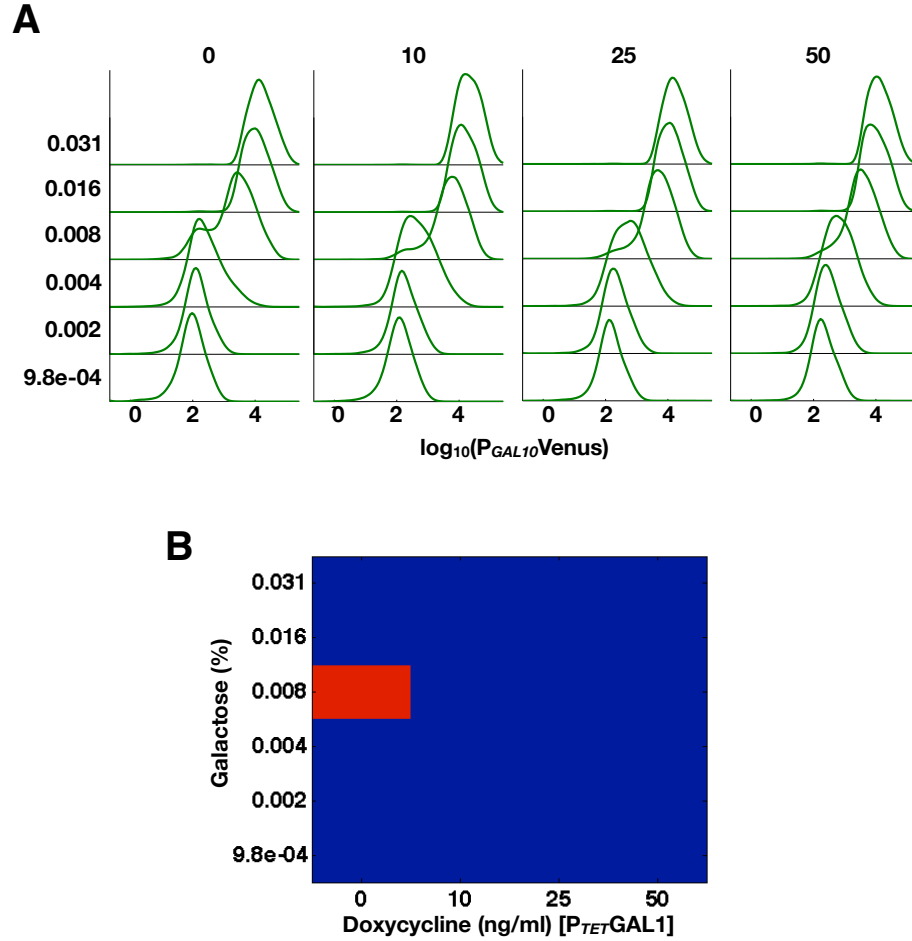 A
0 10 25 50
0.031
0.016
0.008
0.004
0.002
9.8e-04
0 2 4 0 2 4 0 2 4 0 2 4
log₁₀(P_GAL10Venus)
B
0.031
0.016
0.008
0.004
0.002
9.8e-04
Galactose (%)
0 10 25 50
Doxycycline (ng/ml) [P_TETGAL1]